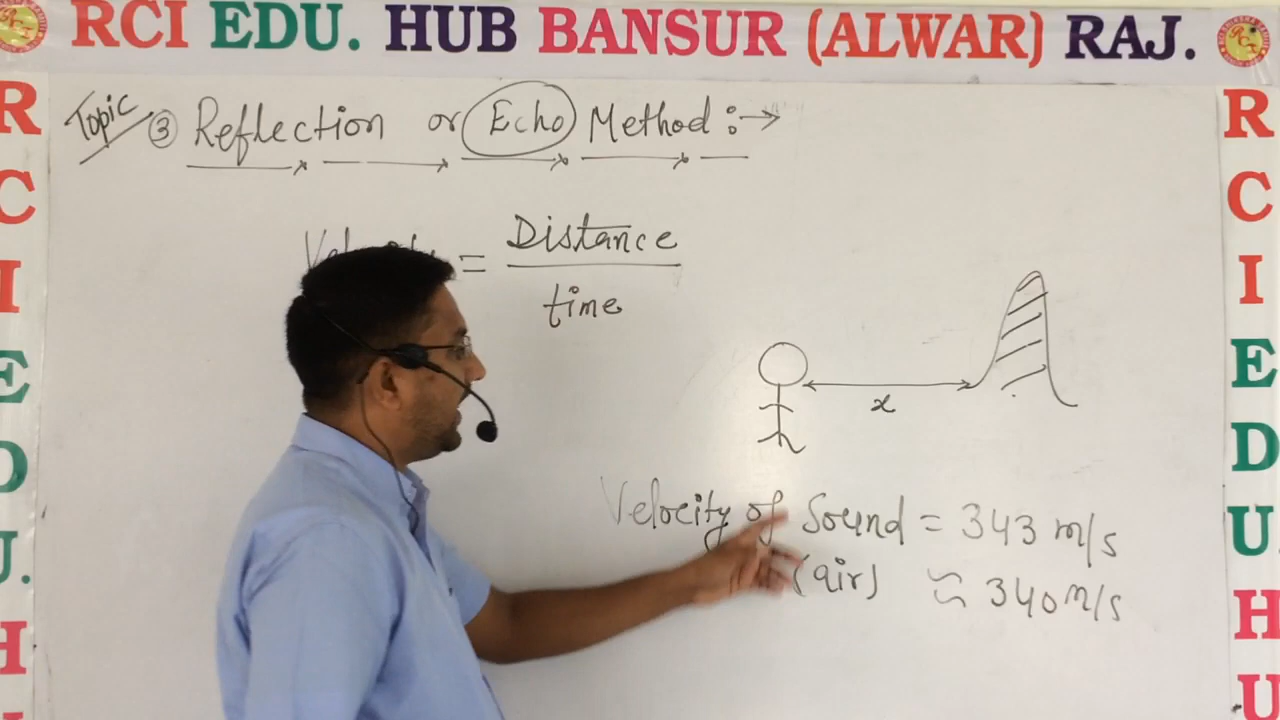 RCI EDU. HUB BANSUR (ALWAR) RAJ.
R
C
I
E
D
U.
H
Topic ③ Reflection or Echo Method :→
Velocity = Distance
time
x
Velocity of Sound = 343 m/s
(air) ≈ 340 m/s
R
C
I
E
D
U.
H
U